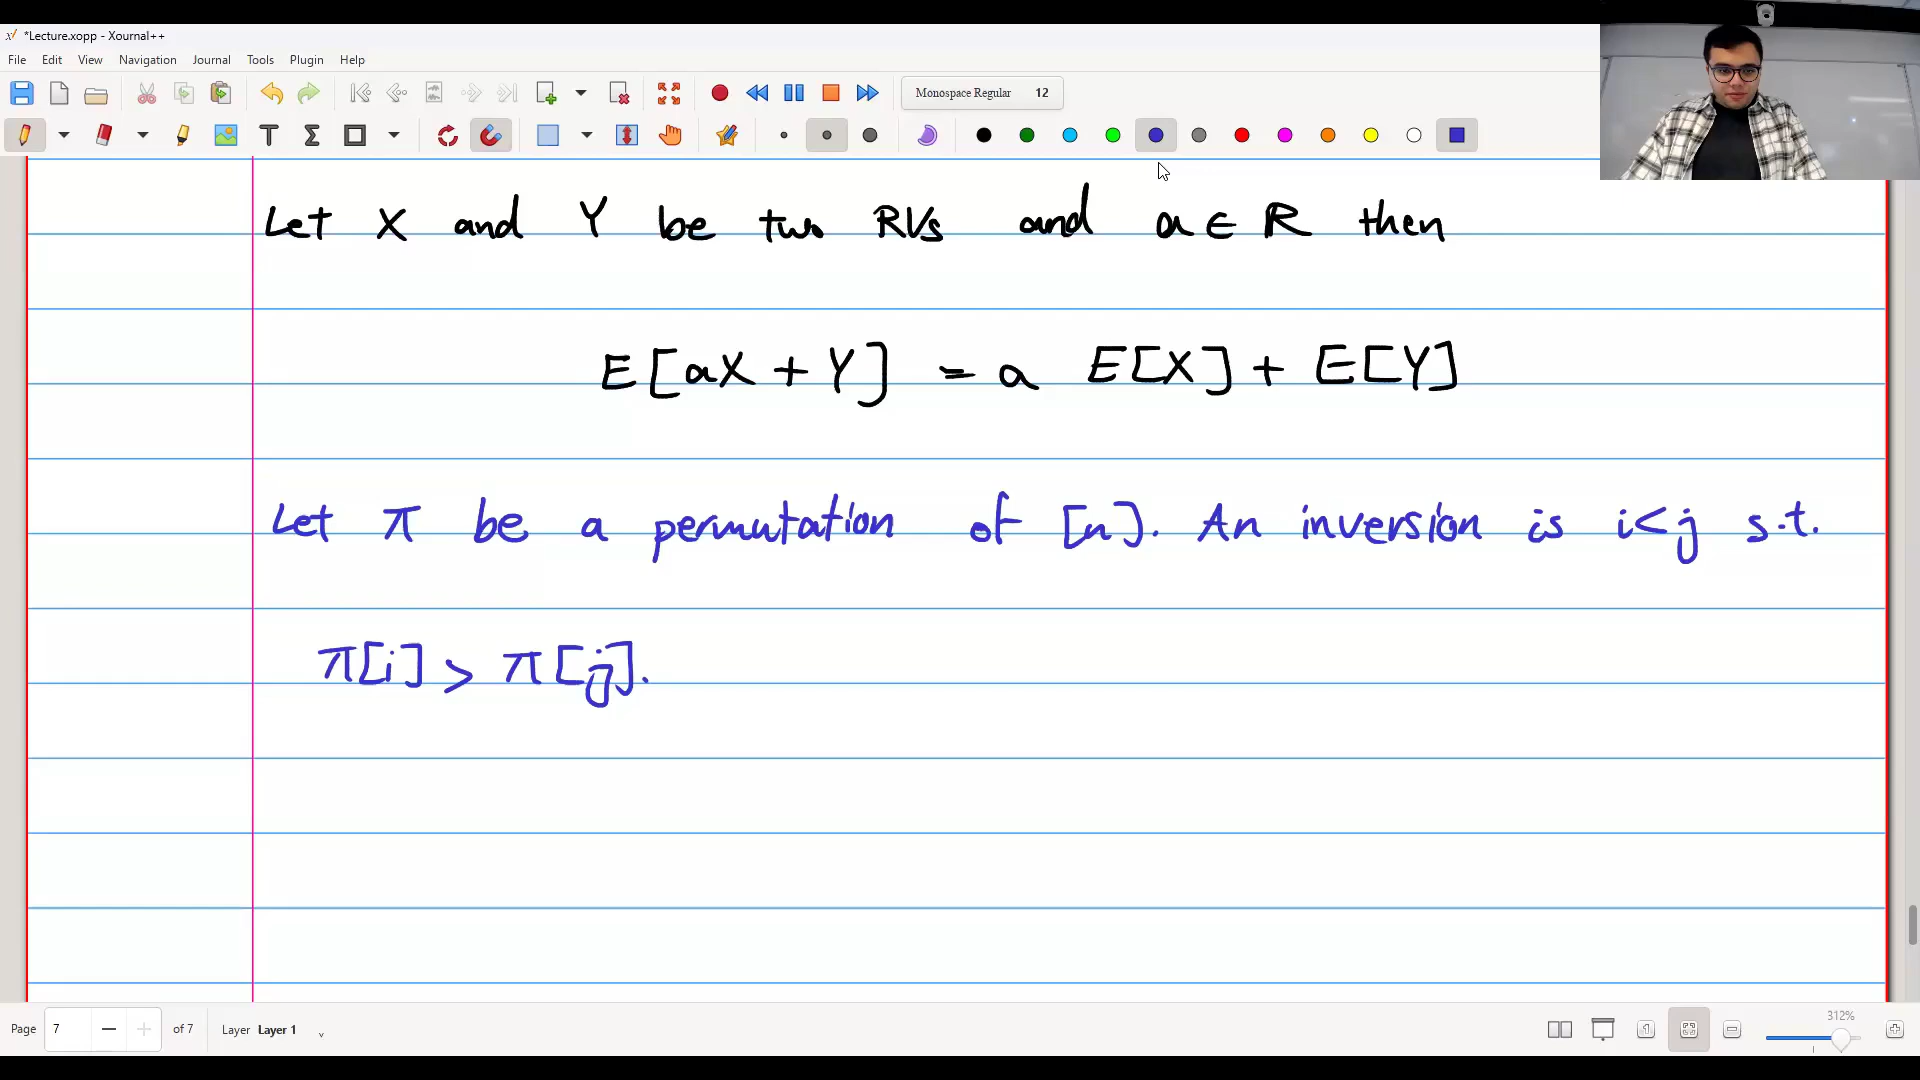 *Lecture.xopp - Xournal++
File Edit View Navigation Journal Tools Plugin Help
Monospace Regular 12
Let X and Y be two RVs and a ∈ ℝ then
E[aX + Y] = a E[X] + E[Y]
Let π be a permutation of [n]. An inversion is i<j s.t.
π[i] > π[j].
Page 7 of 7 Layer Layer 1 312%